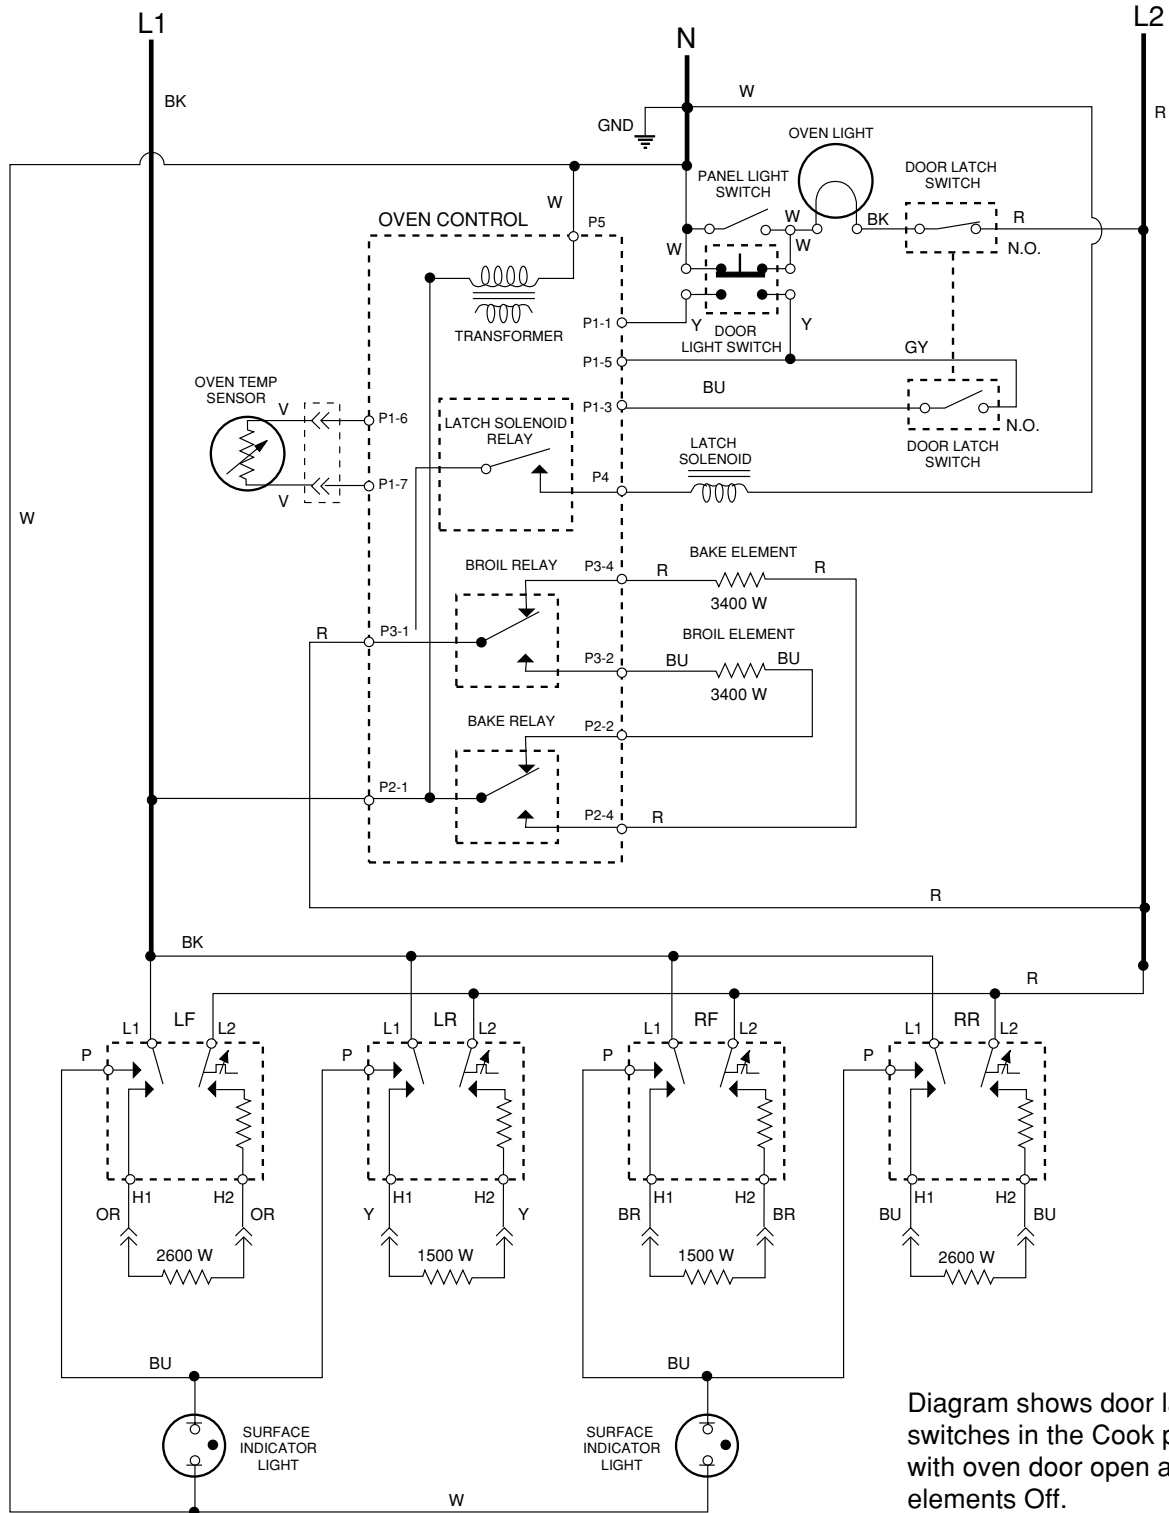 L1
N
L2
BK
W
R
GND
OVEN LIGHT
PANEL LIGHT
SWITCH
DOOR LATCH
SWITCH
W
P5
W
BK
R
OVEN CONTROL
W
W
N.O.
TRANSFORMER
P1-1
Y
Y
DOOR
LIGHT SWITCH
P1-5
GY
OVEN TEMP
SENSOR
BU
V
P1-6
LATCH SOLENOID
RELAY
P1-3
N.O.
LATCH
SOLENOID
DOOR LATCH
SWITCH
P1-7
V
P4
W
BROIL RELAY
P3-4
R
BAKE ELEMENT
R
3400 W
R
P3-1
BROIL ELEMENT
P3-2
BU
BU
3400 W
BAKE RELAY
P2-2
P2-1
P2-4
R
R
BK
R
L1
LF
L2
L1
LR
L2
L1
RF
L2
L1
RR
L2
P
P
P
P
H1
H2
H1
H2
H1
H2
H1
H2
OR
OR
Y
Y
BR
BR
BU
BU
2600 W
1500 W
1500 W
2600 W
BU
BU
SURFACE
INDICATOR
LIGHT
SURFACE
INDICATOR
LIGHT
W
Diagram shows door
switches in the Cook
with oven door open
elements Off.